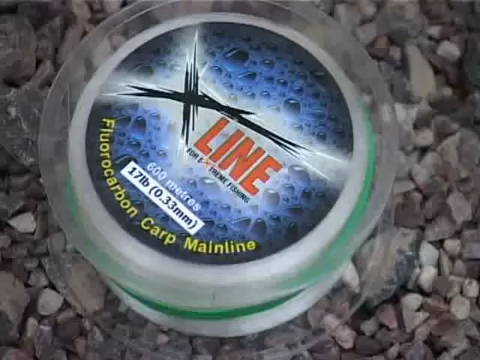 X
LINE
FOR EXTREME FISHING
600 metres
17lb (0.33mm)
Fluorocarbon Carp Mainline